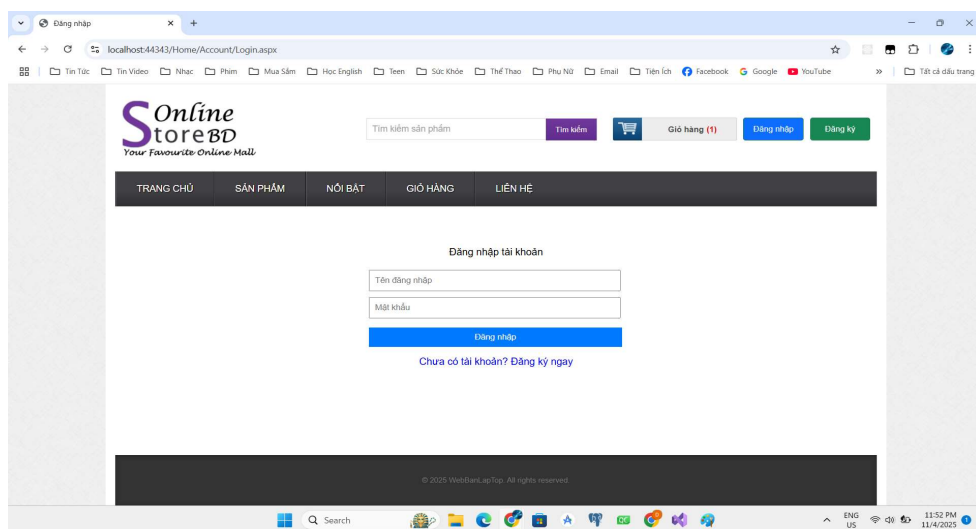 Đăng nhập
localhost:44343/Home/Account/Login.aspx
Tin Tức Tin Video Nhạc Phim Mua Sắm Học English Teen Sức Khỏe Thể Thao Phụ Nữ Email Tiện Ích Facebook Google YouTube » Tất cả dấu trang
Online
StoreBD
Your Favourite Online Mall
Tìm kiếm sản phẩm Tìm kiếm Giỏ hàng (1) Đăng nhập Đăng ký
TRANG CHỦ SẢN PHẨM NỔI BẬT GIỎ HÀNG LIÊN HỆ
Đăng nhập tài khoản
Tên đăng nhập
Mật khẩu
Đăng nhập
Chưa có tài khoản? Đăng ký ngay
© 2025 WebBanLapTop. All rights reserved.
Search
ENG
US
11:52 PM
11/4/2025